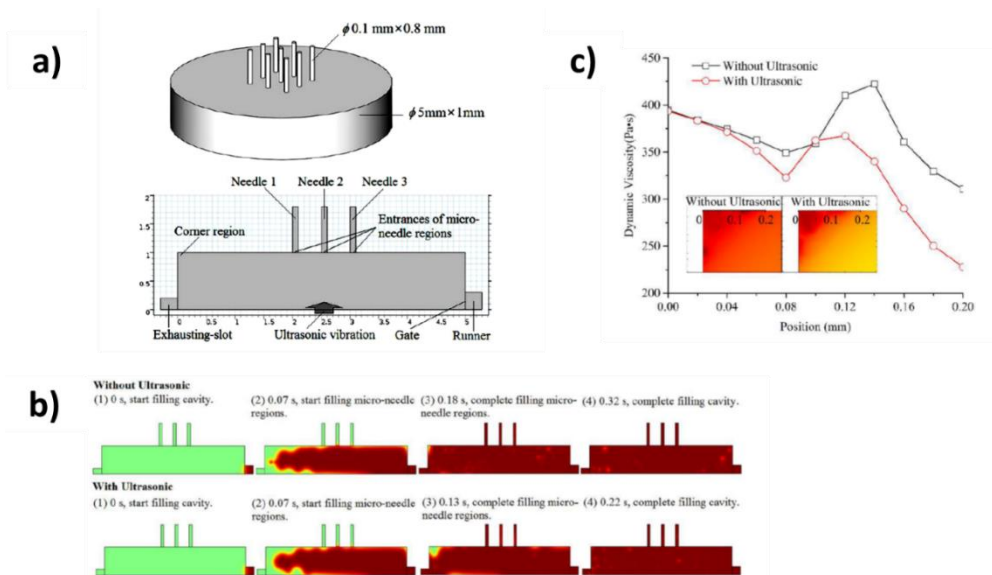 a)
ϕ0.1 mm×0.8 mm
ϕ5mm×1mm
Needle 1 Needle 2 Needle 3
Entrances of micro-
needle regions
Corner region
2
1.5
1
0.5
0
0 0.5 1 1.5 2 2.5 3 3.5 4 4.5 5
Exhausting-slot Ultrasonic vibration Gate Runner
c)
Without Ultrasonic
With Ultrasonic
450
400
350
300
250
200
Dynamic Viscosity(Pa•s)
Without Ultrasonic With Ultrasonic
0 0.1 0.2 0 0.1 0.2
0.00 0.04 0.08 0.12 0.16 0.20
Position (mm)
b)
Without Ultrasonic
(1) 0 s, start filling cavity. (2) 0.07 s, start filling micro-needle (3) 0.18 s, complete filling micro- (4) 0.32 s, complete filling cavity.
regions. needle regions.
With Ultrasonic
(1) 0 s, start filling cavity. (2) 0.07 s, start filling micro-needle (3) 0.13 s, complete filling micro- (4) 0.22 s, complete filling cavity.
regions. needle regions.